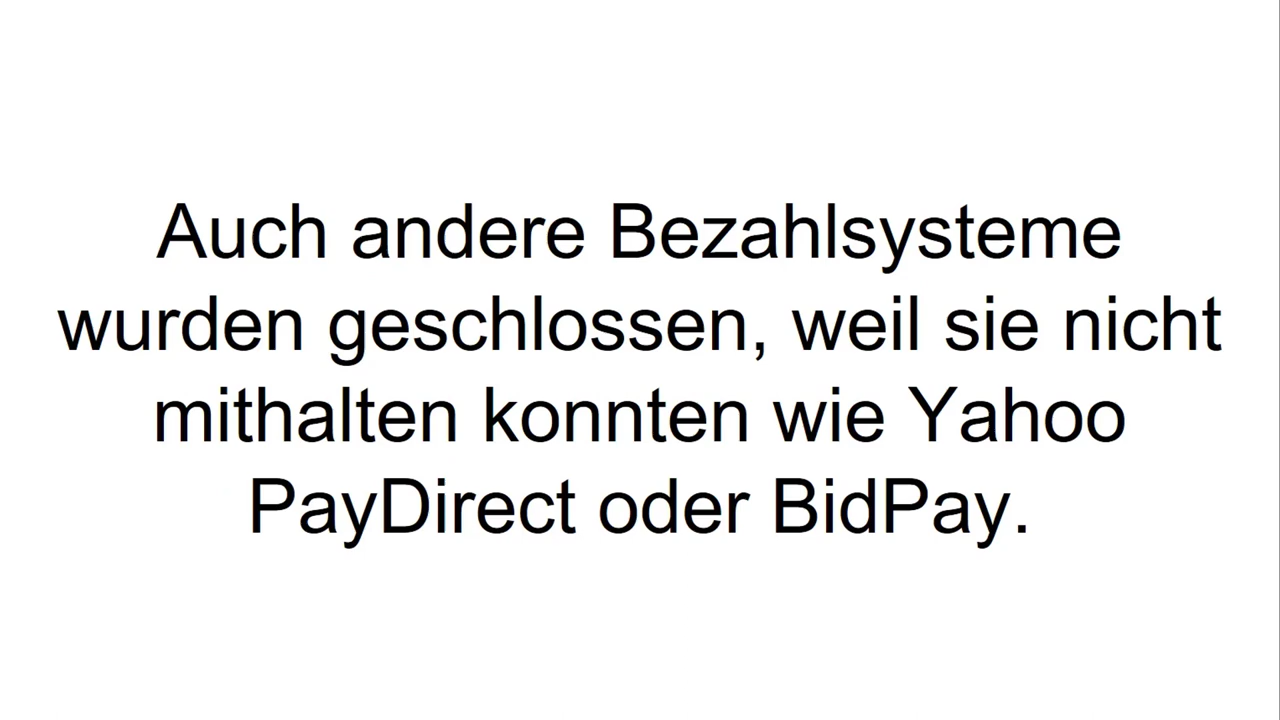 Auch andere Bezahlsysteme
wurden geschlossen, weil sie nicht
mithalten konnten wie Yahoo
PayDirect oder BidPay.